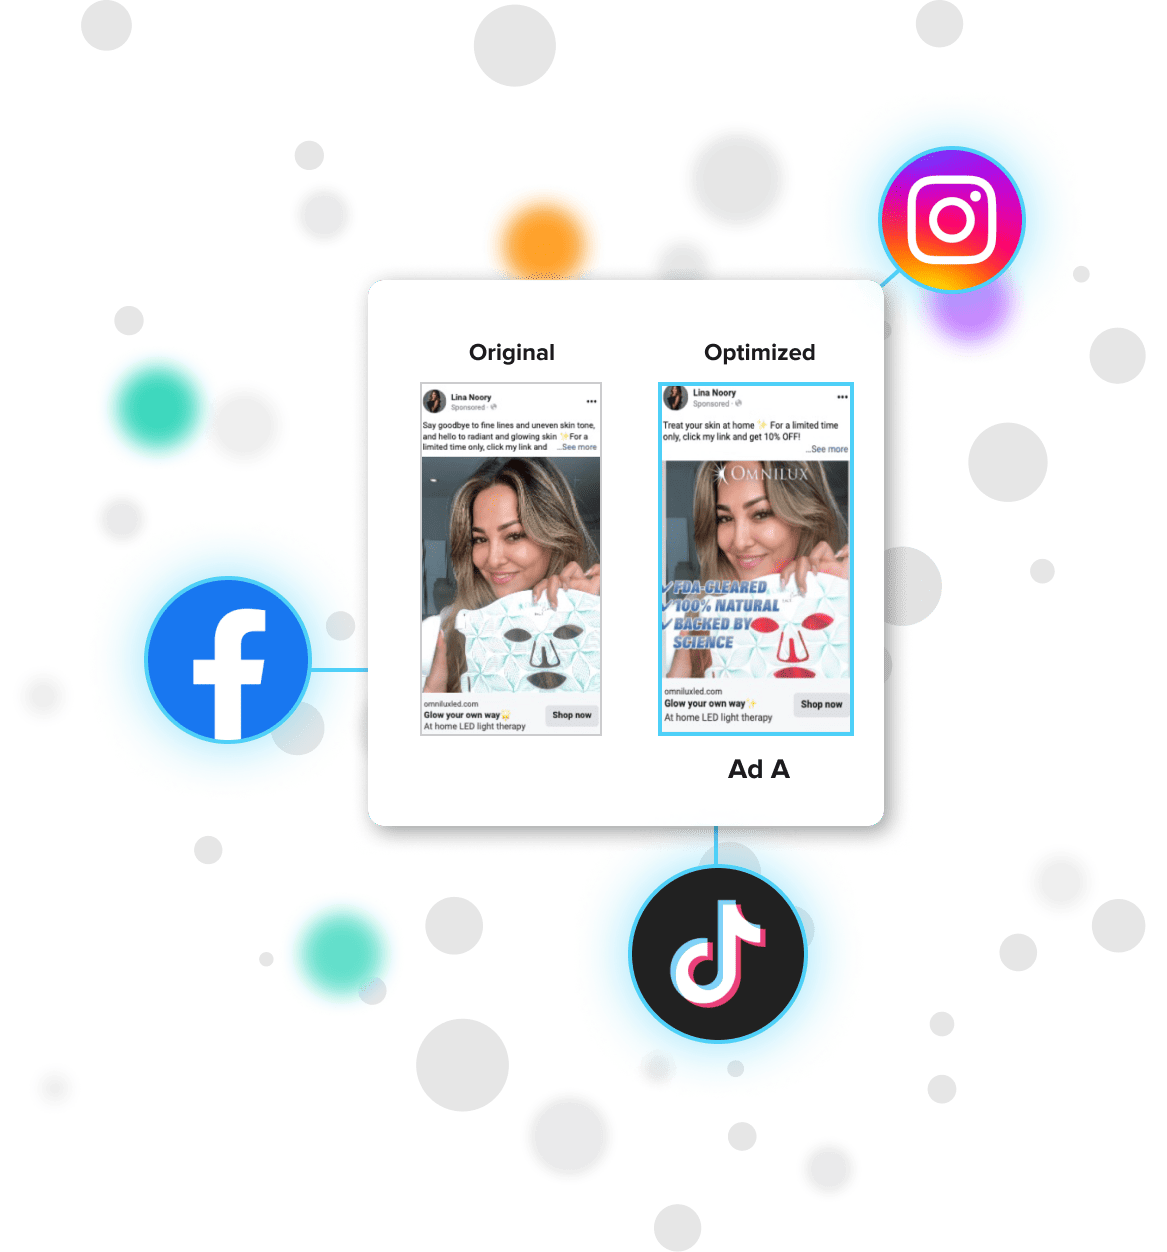 Original
Lina Noory
Sponsored ·
Say goodbye to fine lines and uneven skin tone,
and hello to radiant and glowing skin ✨For a
limited time only, click my link and ...See more
omniluxled.com
Glow your own way
At home LED light therapy
Shop now
Optimized
Lina Noory
Sponsored ·
Treat your skin at home ✨ For a limited time
only, click my link and get 10% OFF!
...See more
OMNILUX
✓FDA-CLEARED
✓100% NATURAL
✓BACKED BY
SCIENCE
omniluxled.com
Glow your own way✨
At home LED light therapy
Shop now
Ad A